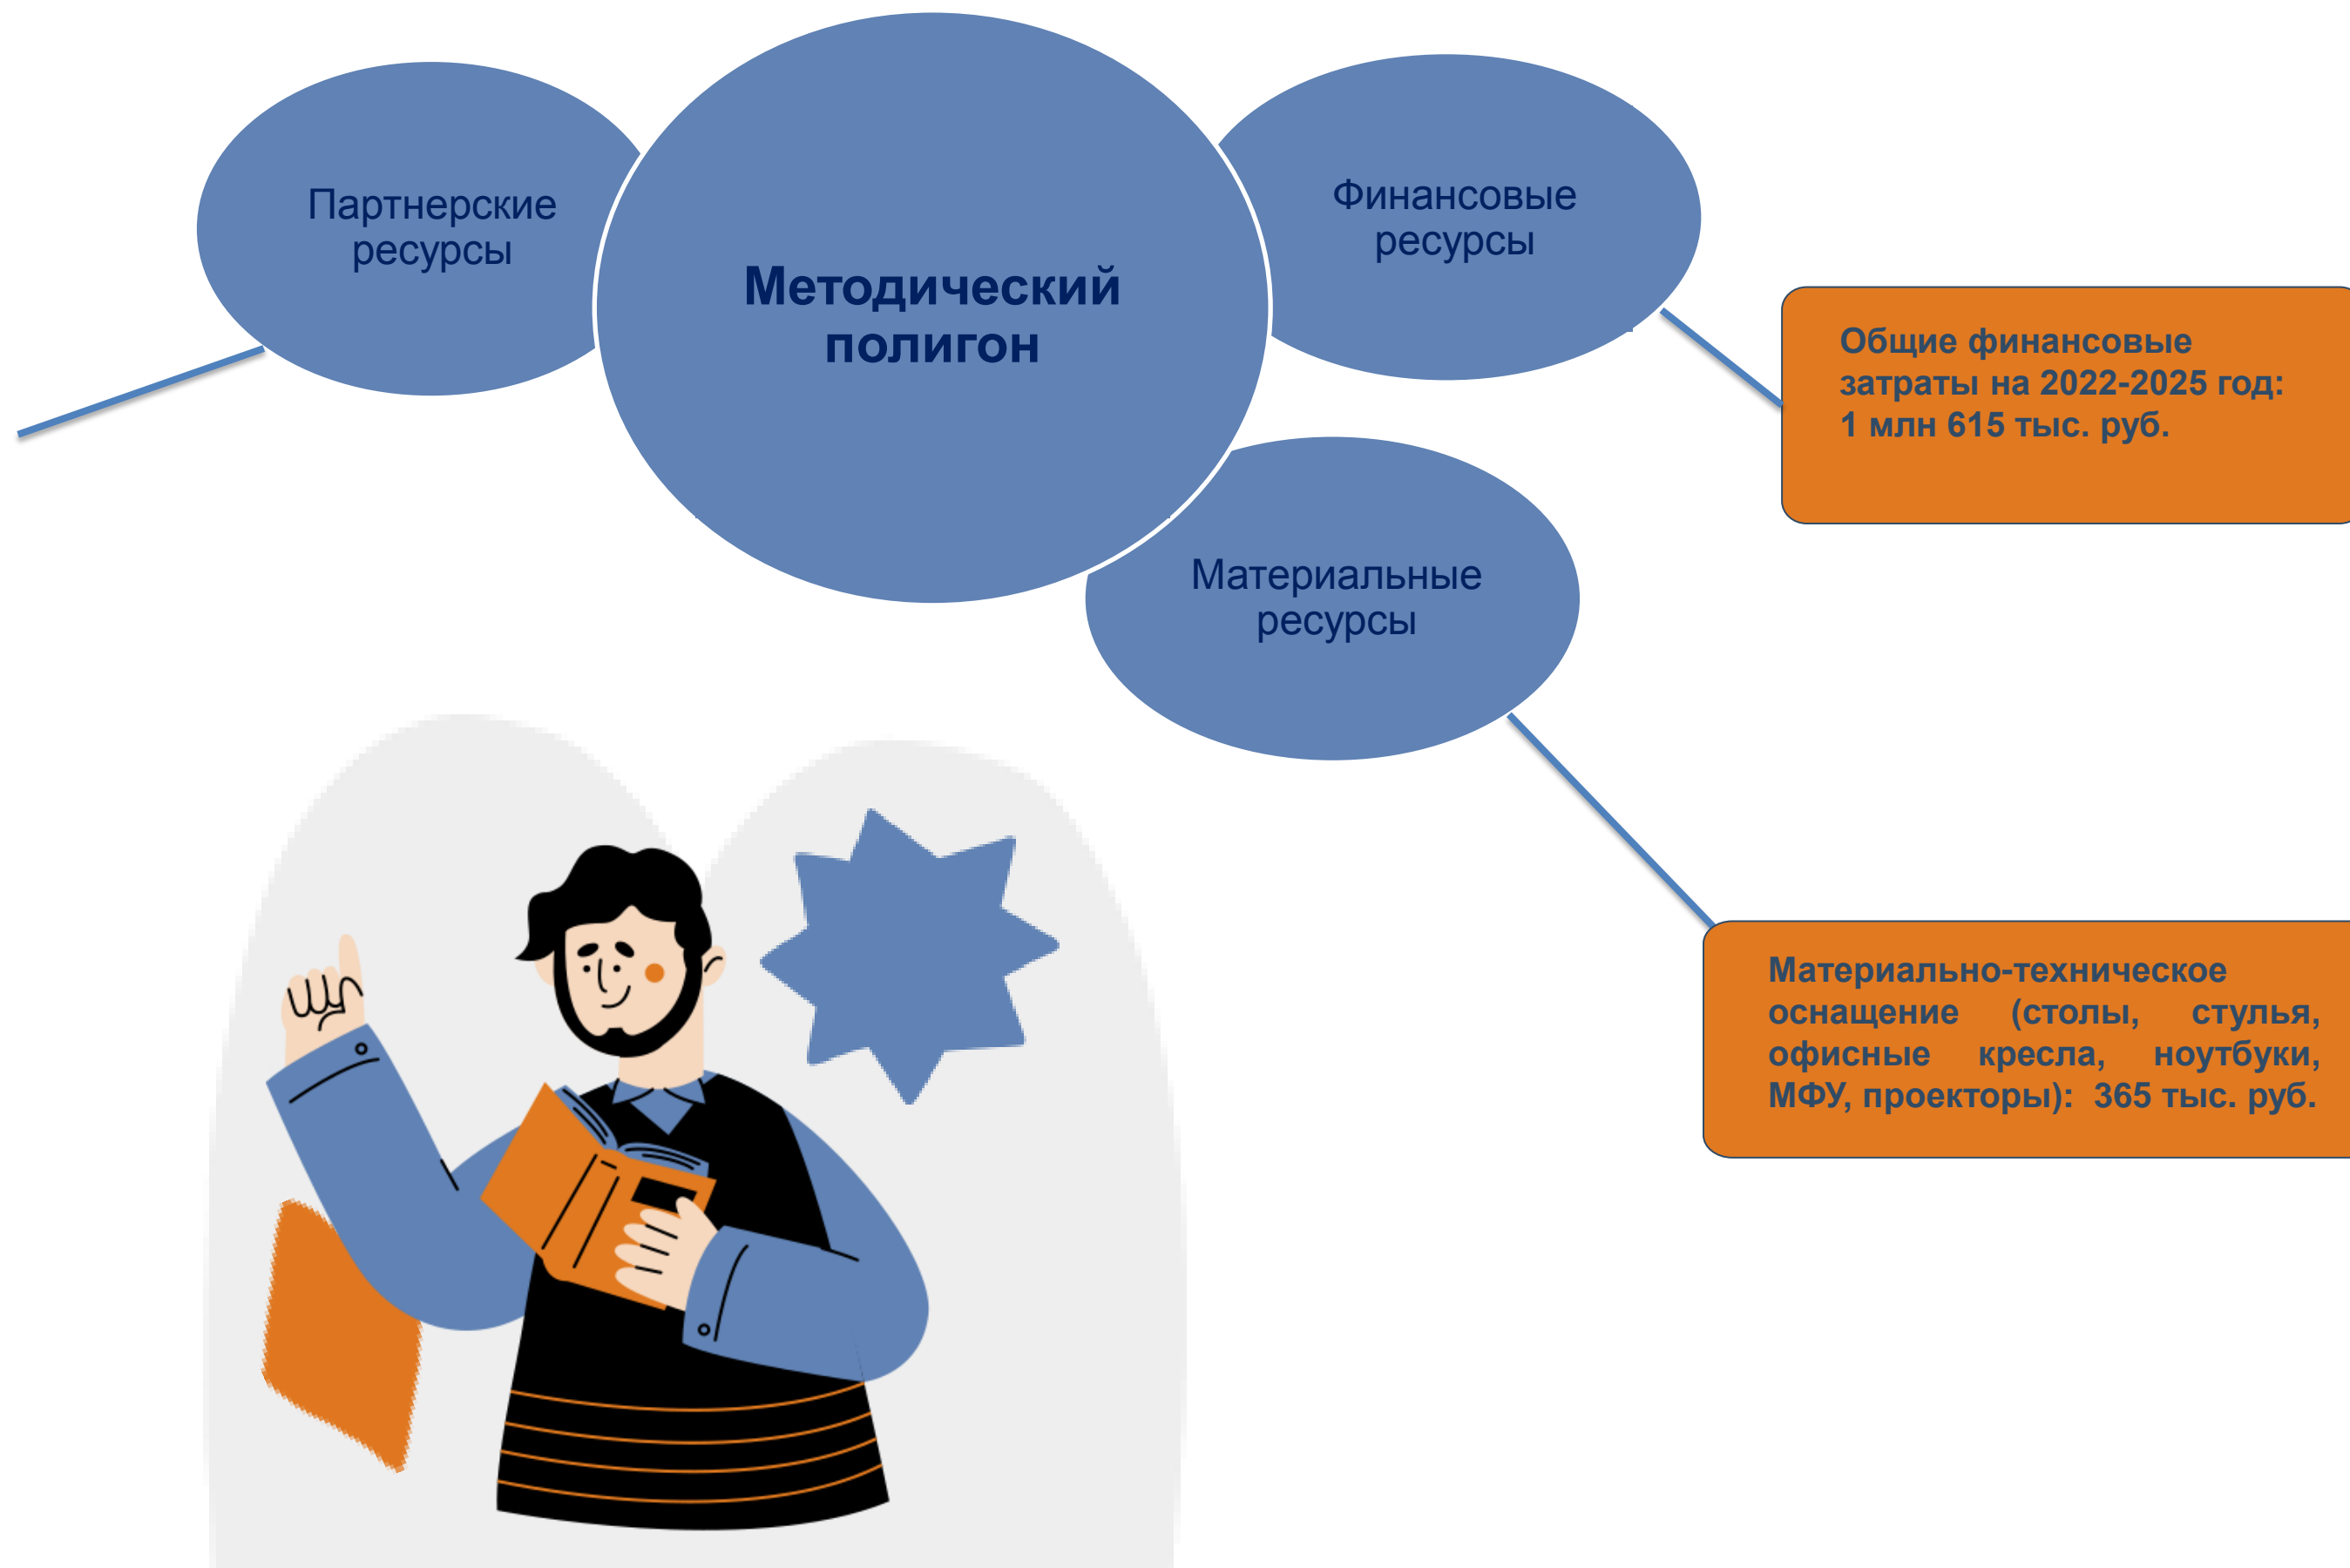 Партнерские
ресурсы
Методический
полигон
Финансовые
ресурсы
Общие финансовые
затраты на 2022-2025 год:
1 млн 615 тыс. руб.
Материальные
ресурсы
Материально-техническое
оснащение (столы, стулья,
офисные кресла, ноутбуки,
МФУ, проекторы): 365 тыс. руб.